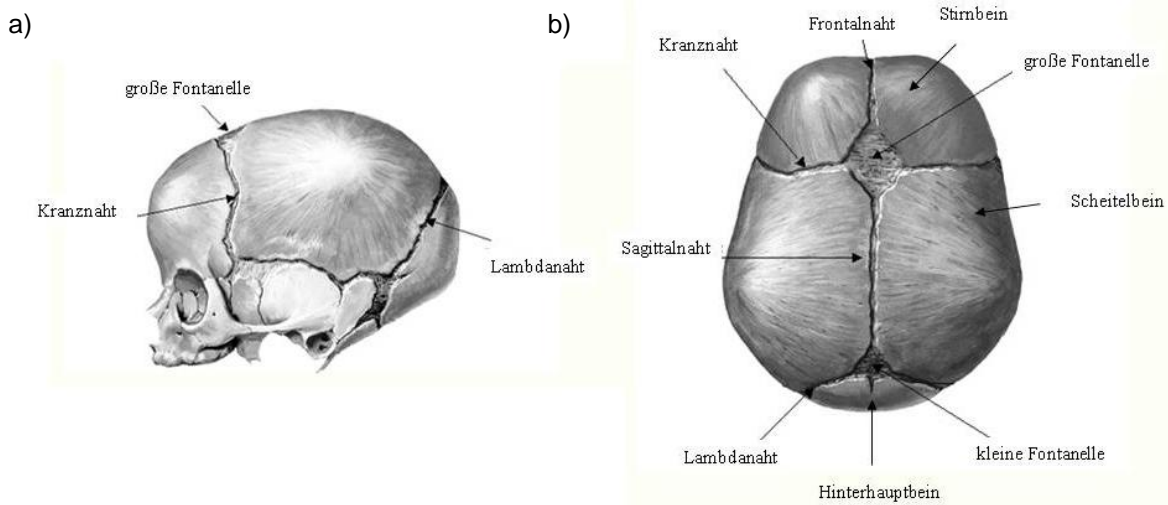 a)
große Fontanelle
Kranznaht
Lambdanaht
b)
Frontalnaht
Stirnbein
Kranznaht
große Fontanelle
Scheitelbein
Sagittalnaht
Lambdanaht
kleine Fontanelle
Hinterhauptbein